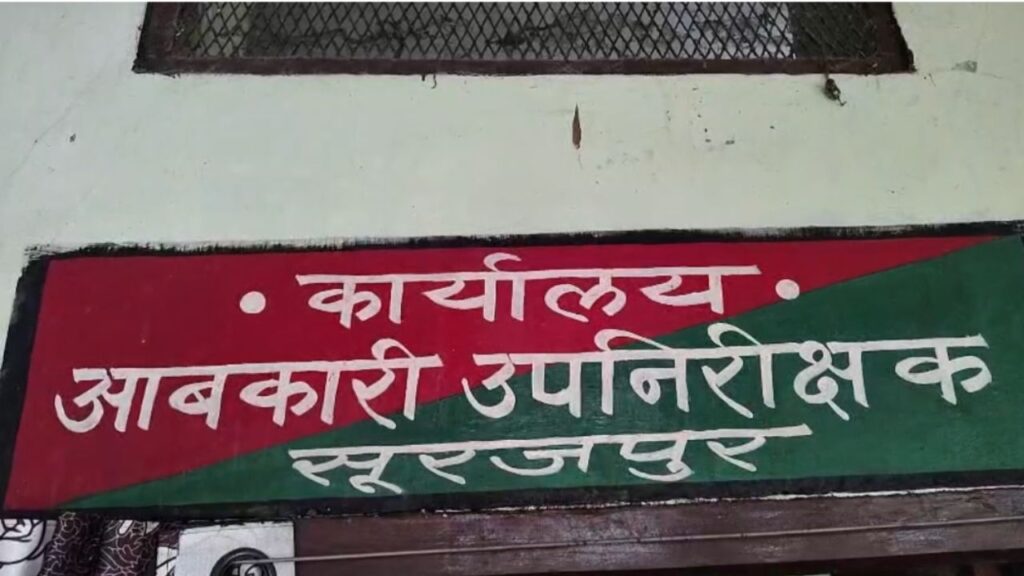 • कार्यालय •
आबकारी उपनिरीक्षक
सूरजपुर